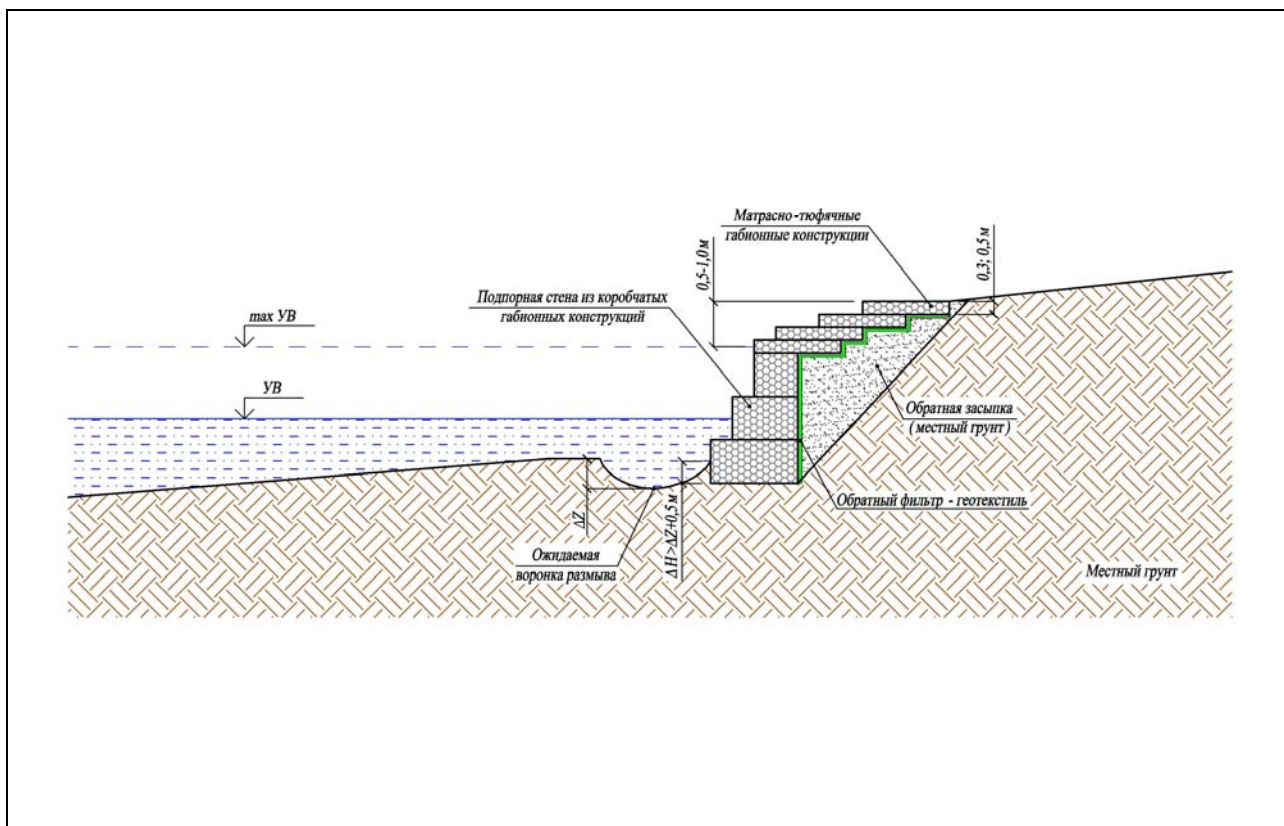 Матрасно-тюфячные
габионные конструкции
0,5-1,0м
0,3; 0,5м
Подпорная стена из коробчатых
габионных конструкций
max УВ
УВ
Обратная засыпка
(местный грунт)
Обратный фильтр - геотекстиль
ΔZ
ΔH>ΔZ+0,5м
Ожидаемая
воронка размыва
Местный грунт